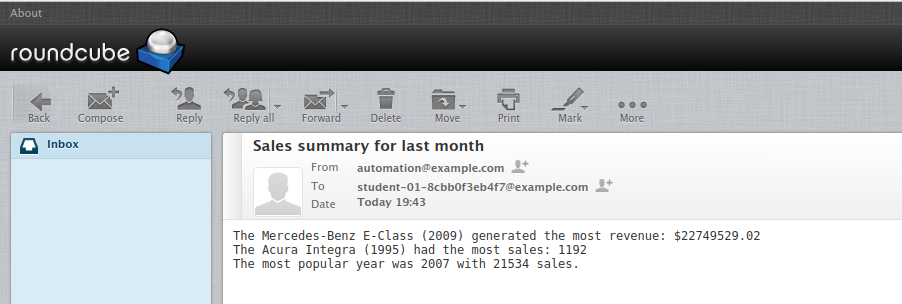 About
roundcube
Back Compose Reply Reply all Forward Delete Move Print Mark More
Inbox
Sales summary for last month
From automation@example.com
To student-01-8cbb0f3eb4f7@example.com
Date Today 19:43
The Mercedes-Benz E-Class (2009) generated the most revenue: $22749529.02
The Acura Integra (1995) had the most sales: 1192
The most popular year was 2007 with 21534 sales.